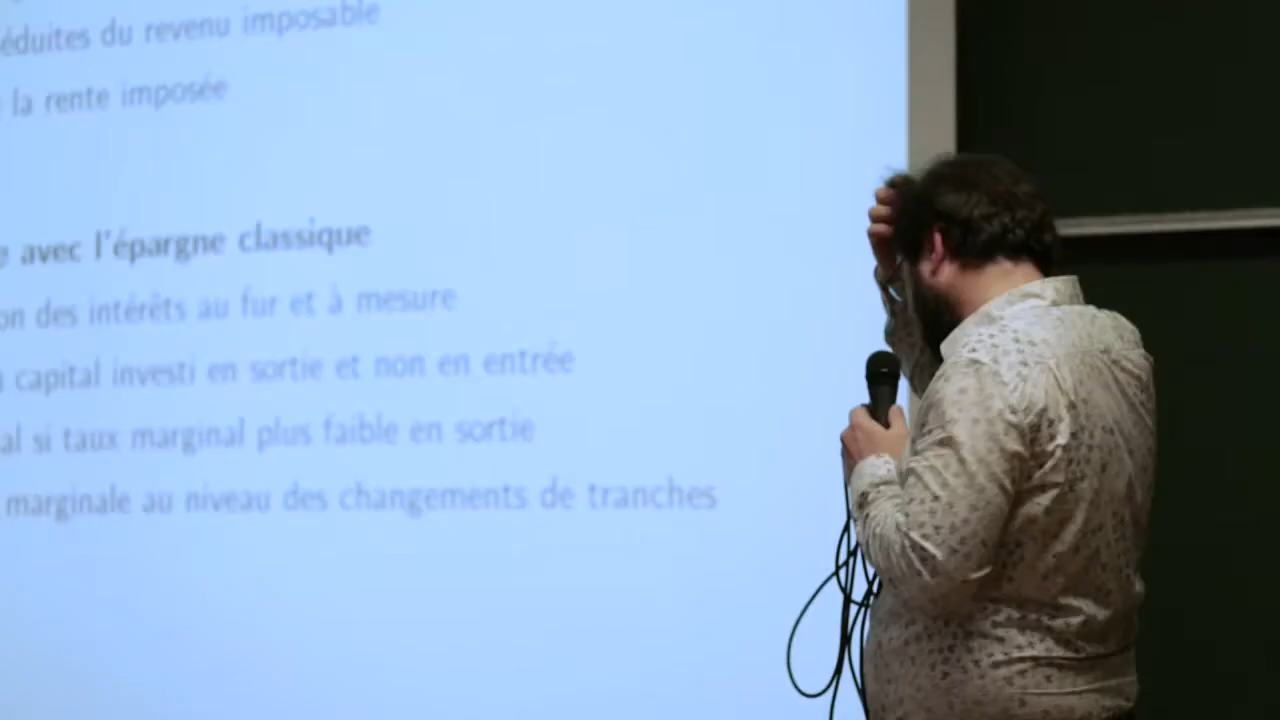 éduites du revenu imposable
la rente imposée
avec l'épargne classique
on des intérêts au fur et à mesure
capital investi en sortie et non en entrée
al si taux marginal plus faible en sortie
marginale au niveau des changements de tranches